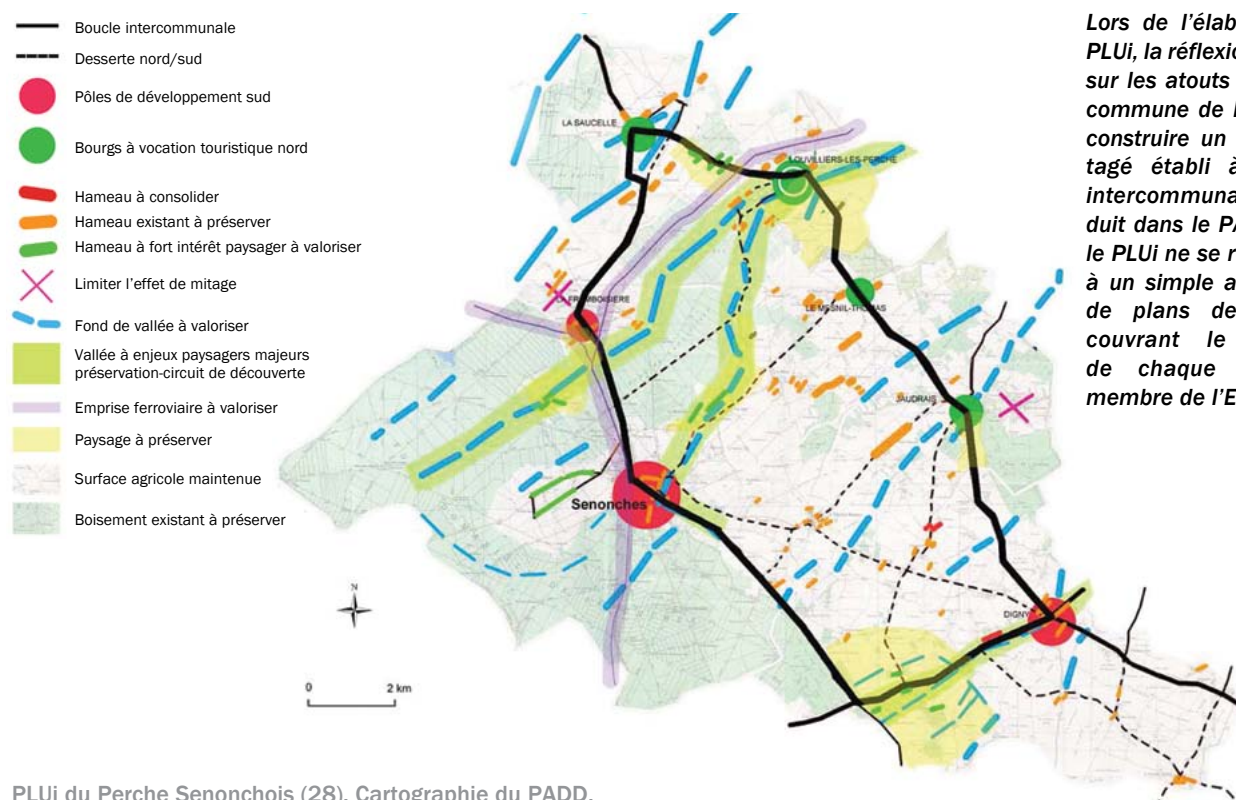 Boucle intercommunale
Desserte nord/sud
Pôles de développement sud
Bourgs à vocation touristique nord
Hameau à consolider
Hameau existant à préserver
Hameau à fort intérêt paysager à valoriser
Limiter l'effet de mitage
Fond de vallée à valoriser
Vallée à enjeux paysagers majeurs
préservation-circuit de découverte
Emprise ferroviaire à valoriser
Paysage à préserver
Surface agricole maintenue
Boisement existant à préserver
N
0 2 km
LA SAUCELLE
LOUVILLIERS-LES-PERCHE
LA FRAMBOISIERE
LE MESNIL-THOMAS
JAUDRAIS
Senonches
DIGNY
Lors de l'élab
PLUi, la réflexio
sur les atouts
commune de l
construire un
tagé établi à
intercommuna
duit dans le PA
le PLUi ne se r
à un simple a
de plans de
couvrant le
de chaque
membre de l'E
PLUi du Perche Senonchois (28). Cartographie du PADD.